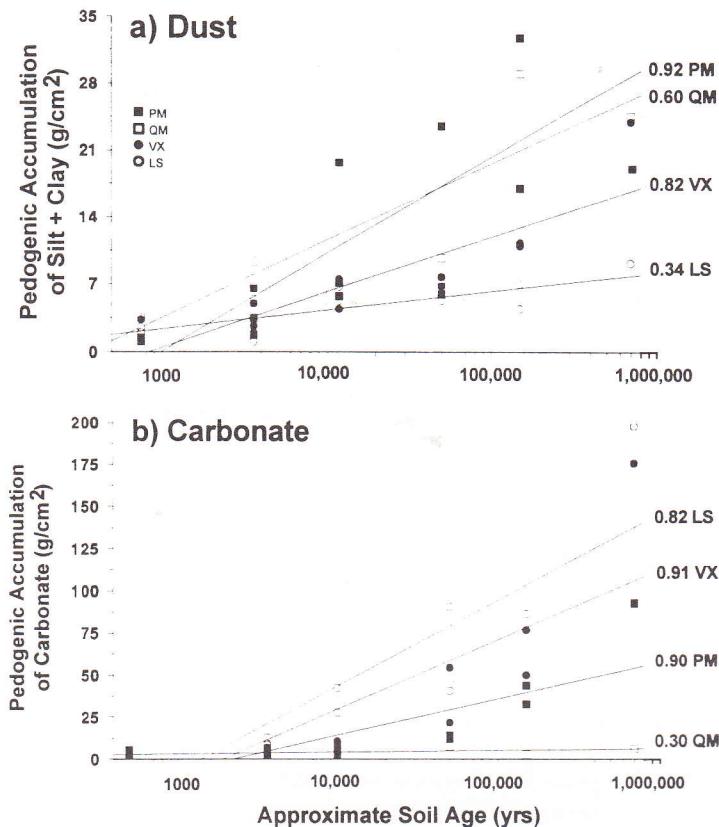 a) Dust
Pedogenic Accumulation
of Silt + Clay (g/cm²)
35
28
21
14
7
0
PM
QM
VX
LS
0.92 PM
0.60 QM
0.82 VX
0.34 LS
1000
10,000
100,000
1,000,000
b) Carbonate
Pedogenic Accumulation
of Carbonate (g/cm²)
200
175
150
125
100
75
50
25
0
0.82 LS
0.91 VX
0.90 PM
0.30 QM
1000
10,000
100,000
1,000,000
Approximate Soil Age (yrs)